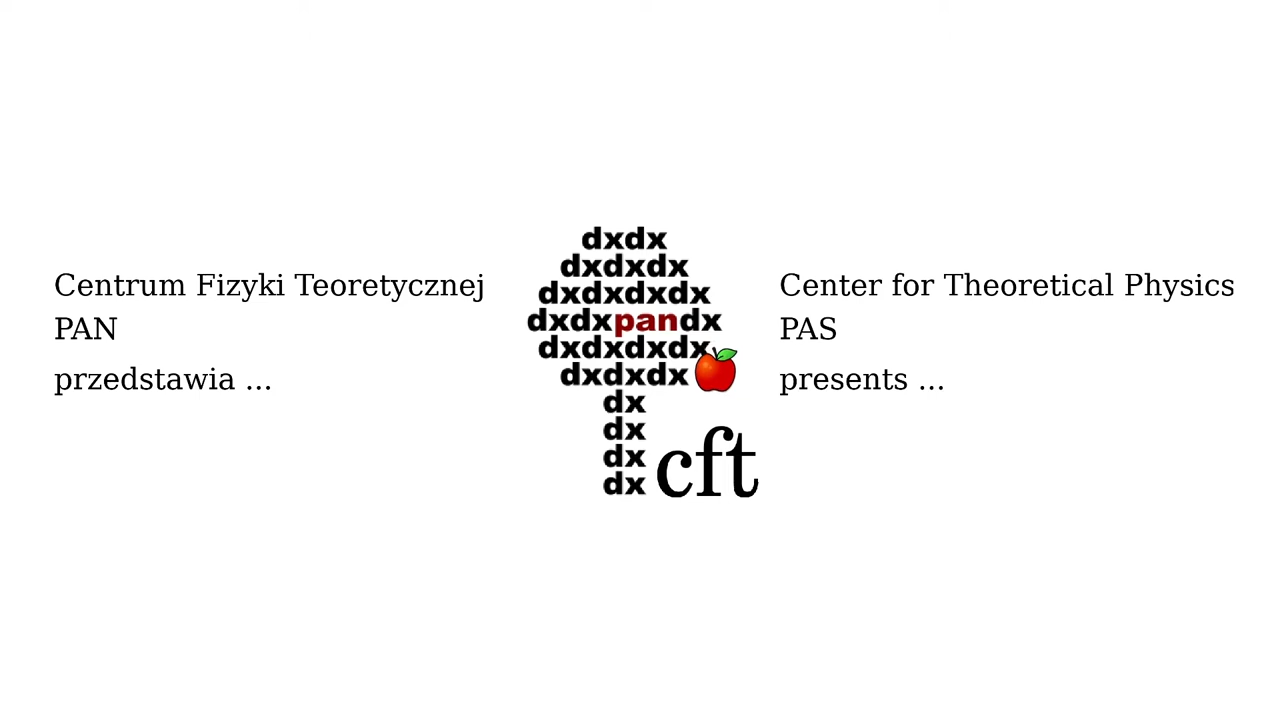 Centrum Fizyki Teoretycznej
PAN
przedstawia ...
dxdx
dxdxdx
dxdxdxdx
dxdxpandx
dxdxdxdx
dxdxdx
dx
dx
dx
dx
cft
Center for Theoretical Physics
PAS
presents ...